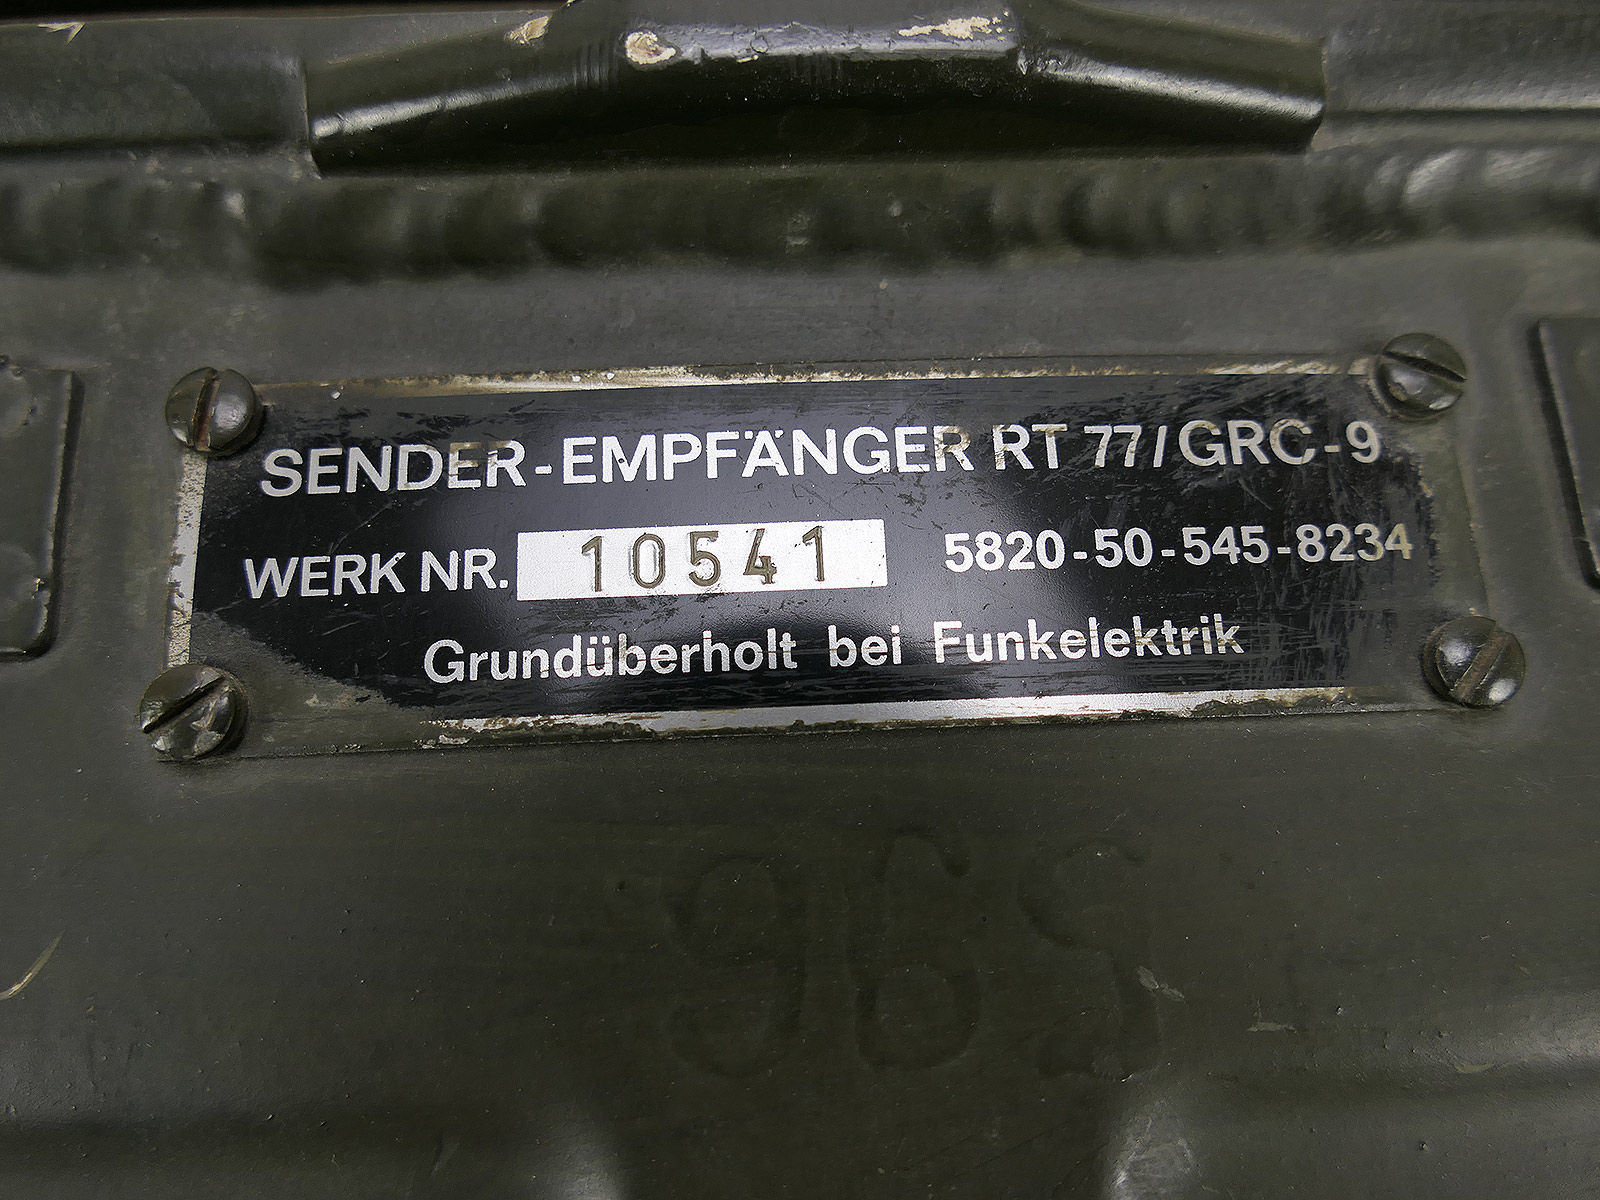 SENDER-EMPFÄNGER RT 77/GRC-9
WERK NR. 10541 5820-50-545-8234
Grundüberholt bei Funkelektrik